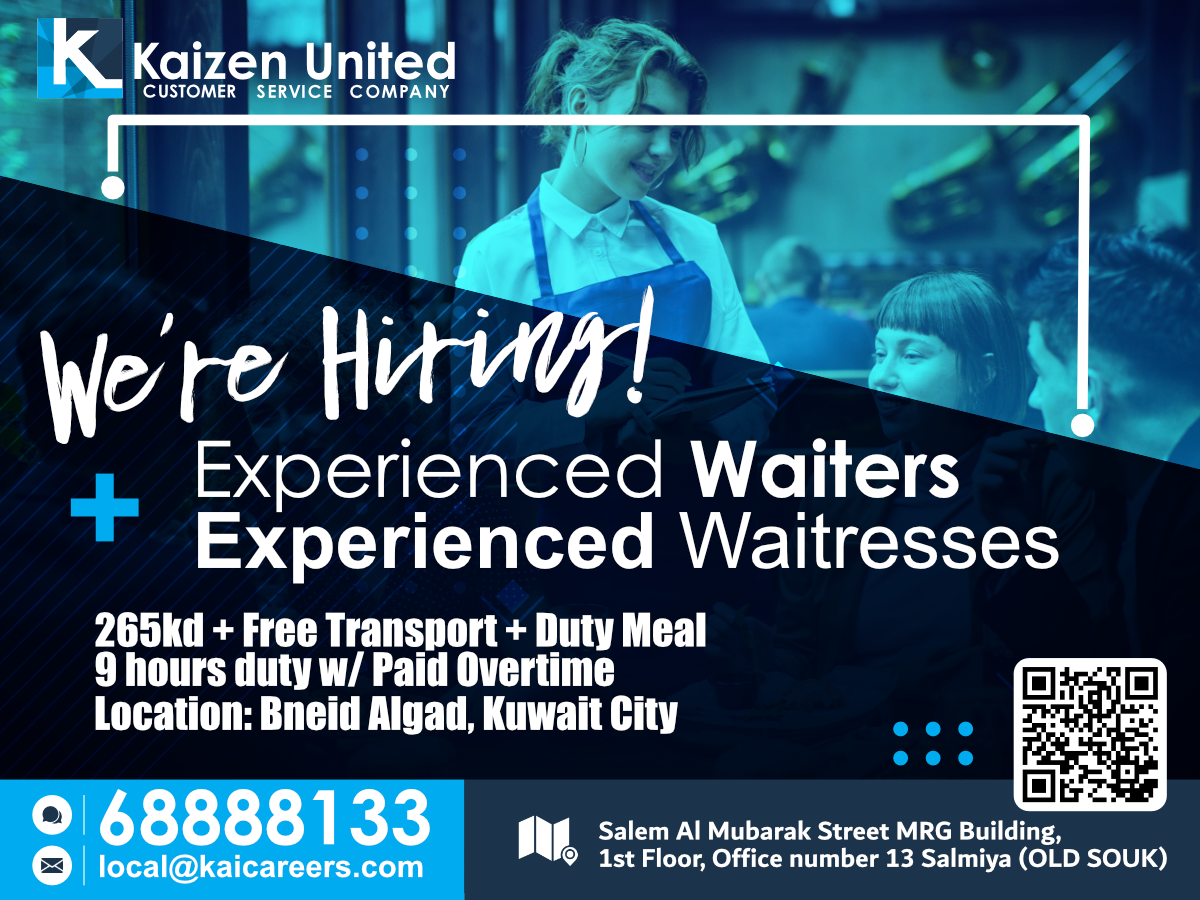 Kaizen United
CUSTOMER SERVICE COMPANY
We're Hiring!
Experienced Waiters
Experienced Waitresses
265kd + Free Transport + Duty Meal
9 hours duty w/ Paid Overtime
Location: Bneid Algad, Kuwait City
68888133
local@kaicareers.com
Salem Al Mubarak Street MRG Building,
1st Floor, Office number 13 Salmiya (OLD SOUK)